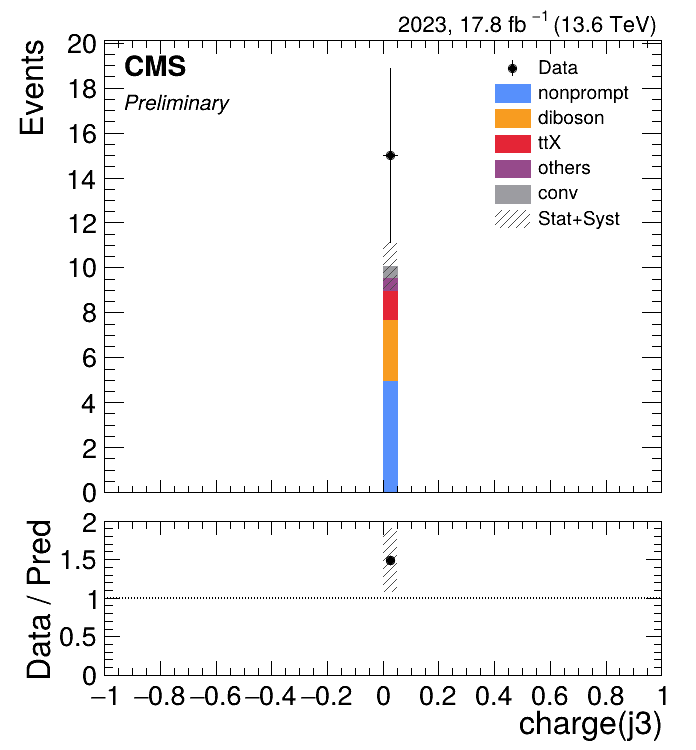 2023, 17.8 fb⁻¹ (13.6 TeV)
CMS
Preliminary
Events
20
18
16
14
12
10
8
6
4
2
0
Data
nonprompt
diboson
ttX
others
conv
Stat+Syst
Data / Pred
2
1.5
1
0.5
0
−1 −0.8 −0.6 −0.4 −0.2 0 0.2 0.4 0.6 0.8 1
charge(j3)